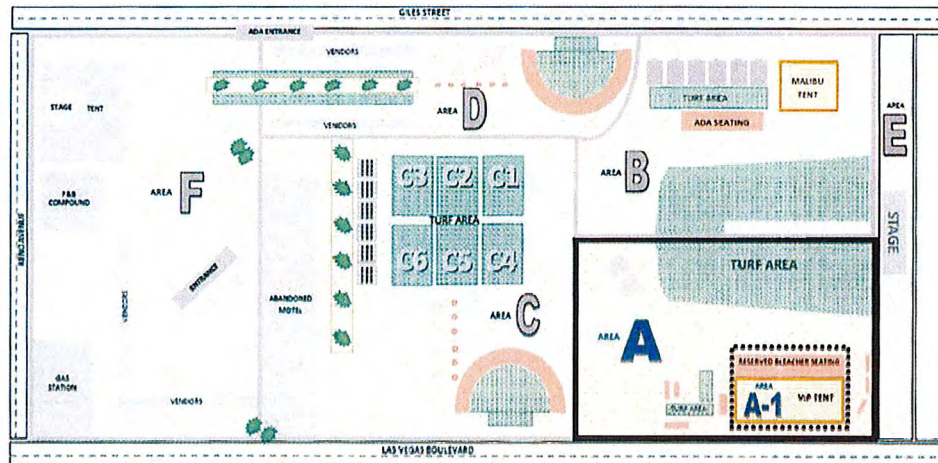 GILES STREET
ADA ENTRANCE
VENDORS
STAGE TENT
VENDORS
AREA D
TURF AREA
ADA SEATING
MALIBU
TENT
AREA E
AREA B
STAGE
F&B
COMPOUND
AREA F
RENO AVENUE
C3 C2 C1
TURF AREA
C6 C5 C4
ENTRANCE
VENDORS
ABANDONED
MOTEL
AREA C
TURF AREA
AREA A
RESERVED BLEACHER SEATING
AREA
A-1
VIP TENT
TURF AREA
GAS
STATION
VENDORS
LAS VEGAS BOULEVARD